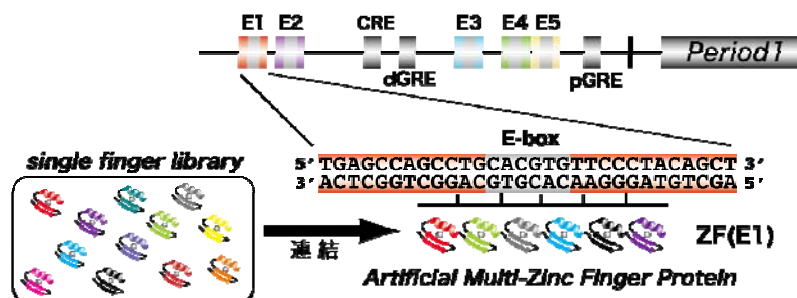 E1 E2 CRE dGRE E3 E4 E5 pGRE Period1
E-box
5' TGAGCCAGCCTGCACGTGTTCCCTACAGCT 3'
3' ACTCGGTCGGACGTGCACAAGGGATGTCGA 5'
single finger library
連結
ZF(E1)
Artificial Multi-Zinc Finger Protein